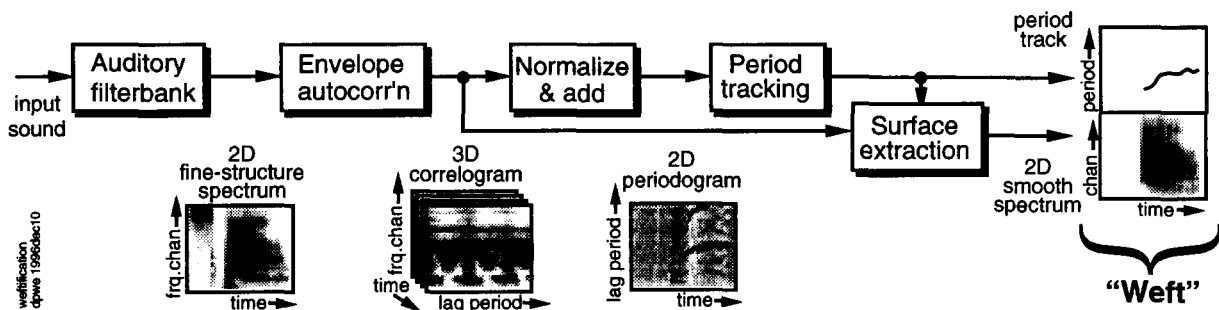 input
sound
Auditory
filterbank
Envelope
autocorr'n
Normalize
& add
Period
tracking
Surface
extraction
period
track
period
chan
time
2D
smooth
spectrum
"Weft"
2D
fine-structure
spectrum
frq.chan
time
3D
correlogram
frq.chan
time
lag period
2D
periodogram
lag period
time
weftification
dpwe 1996dec10